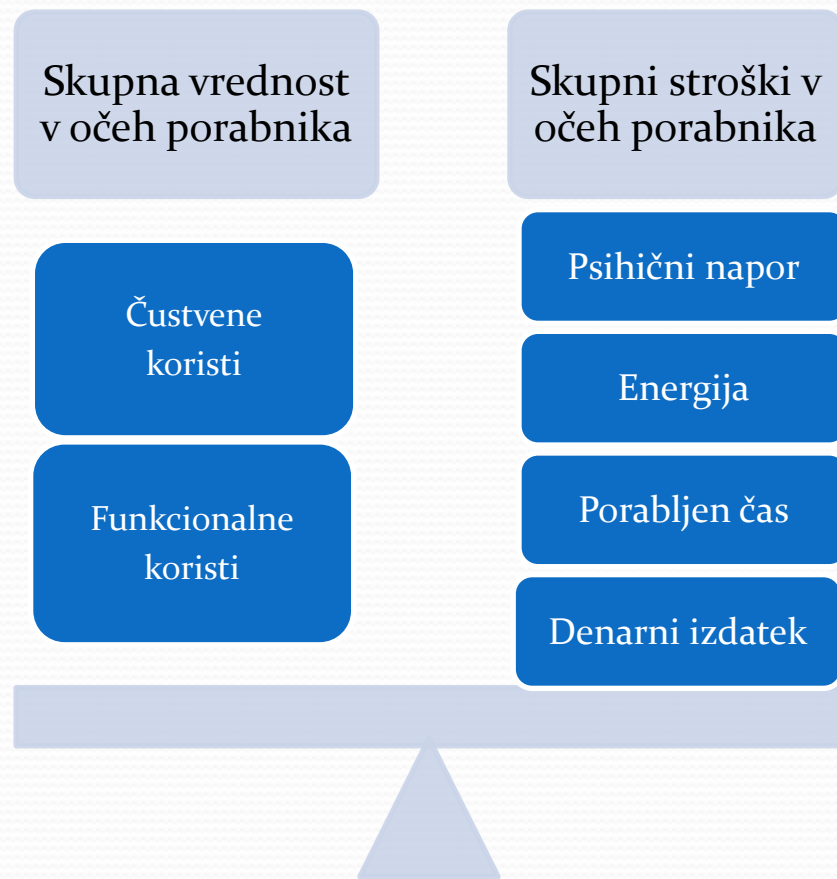 Skupna vrednost
v očeh porabnika
Čustvene
koristi
Funkcionalne
koristi
Skupni stroški v
očeh porabnika
Psihični napor
Energija
Porabljen čas
Denarni izdatek